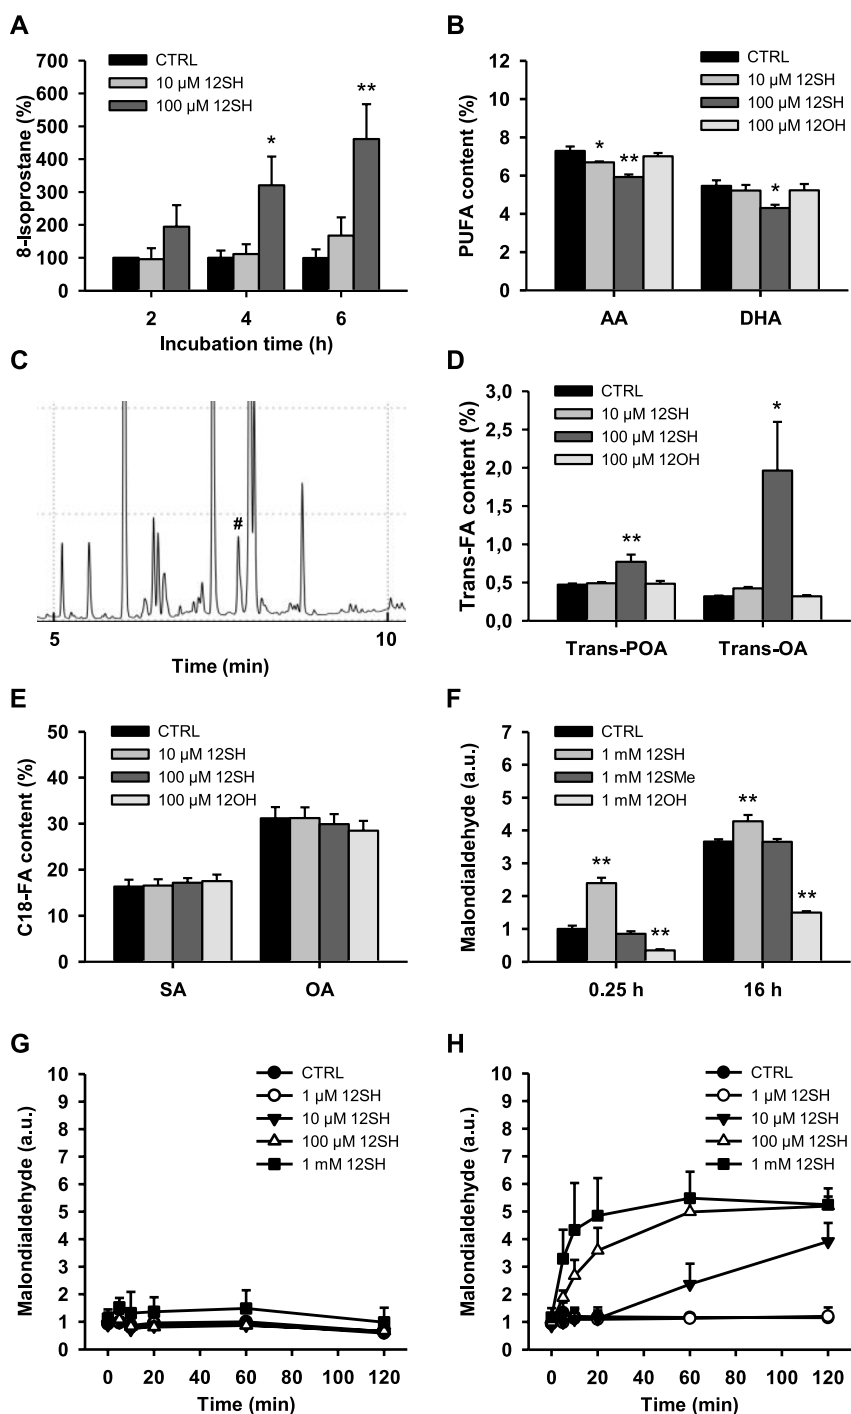 A
8-Isoprostane (%)
700
600
500
400
300
200
100
0
CTRL
10 µM 12SH
100 µM 12SH
*
**
2 4 6
Incubation time (h)
B
PUFA content (%)
12
10
8
6
4
2
0
CTRL
10 µM 12SH
100 µM 12SH
100 µM 12OH
*
**
*
AA DHA
C
#
5 10
Time (min)
D
Trans-FA content (%)
3,0
2,5
2,0
1,5
1,0
0,5
0,0
CTRL
10 µM 12SH
100 µM 12SH
100 µM 12OH
**
*
Trans-POA Trans-OA
E
C18-FA content (%)
50
40
30
20
10
0
CTRL
10 µM 12SH
100 µM 12SH
100 µM 12OH
SA OA
F
Malondialdehyde (a.u.)
7
6
5
4
3
2
1
0
CTRL
1 mM 12SH
1 mM 12SMe
1 mM 12OH
**
**
**
**
0.25 h 16 h
G
Malondialdehyde (a.u.)
10
9
8
7
6
5
4
3
2
1
0
CTRL
1 µM 12SH
10 µM 12SH
100 µM 12SH
1 mM 12SH
0 20 40 60 80 100 120
Time (min)
H
Malondialdehyde (a.u.)
10
9
8
7
6
5
4
3
2
1
0
CTRL
1 µM 12SH
10 µM 12SH
100 µM 12SH
1 mM 12SH
0 20 40 60 80 100 120
Time (min)